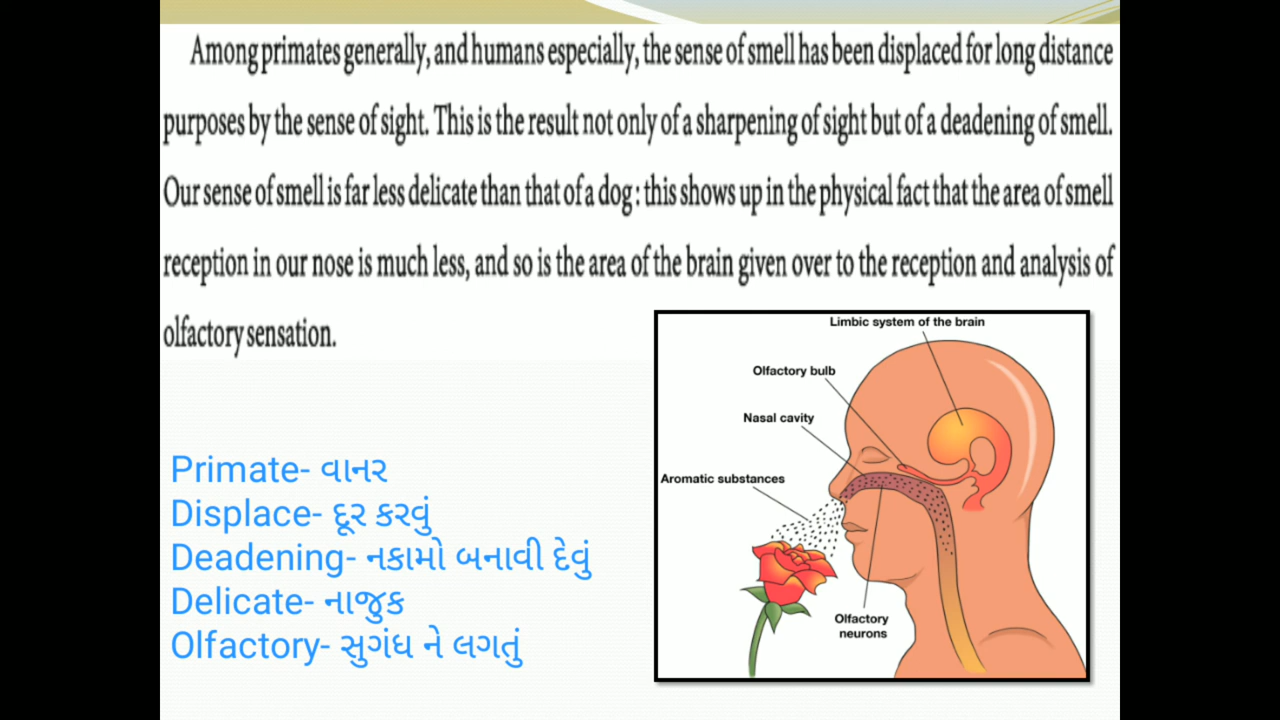 Among primates generally, and humans especially, the sense of smell has been displaced for long distance
purposes by the sense of sight. This is the result not only of a sharpening of sight but of a deadening of smell.
Our sense of smell is far less delicate than that of a dog : this shows up in the physical fact that the area of smell
reception in our nose is much less, and so is the area of the brain given over to the reception and analysis of
olfactory sensation.
Limbic system of the brain
Olfactory bulb
Nasal cavity
Aromatic substances
Olfactory
neurons
Primate- વાનર
Displace- દૂર કરવું
Deadening- નકામો બનાવી દેવું
Delicate- નાજુક
Olfactory- સુગંધ ને લગતું